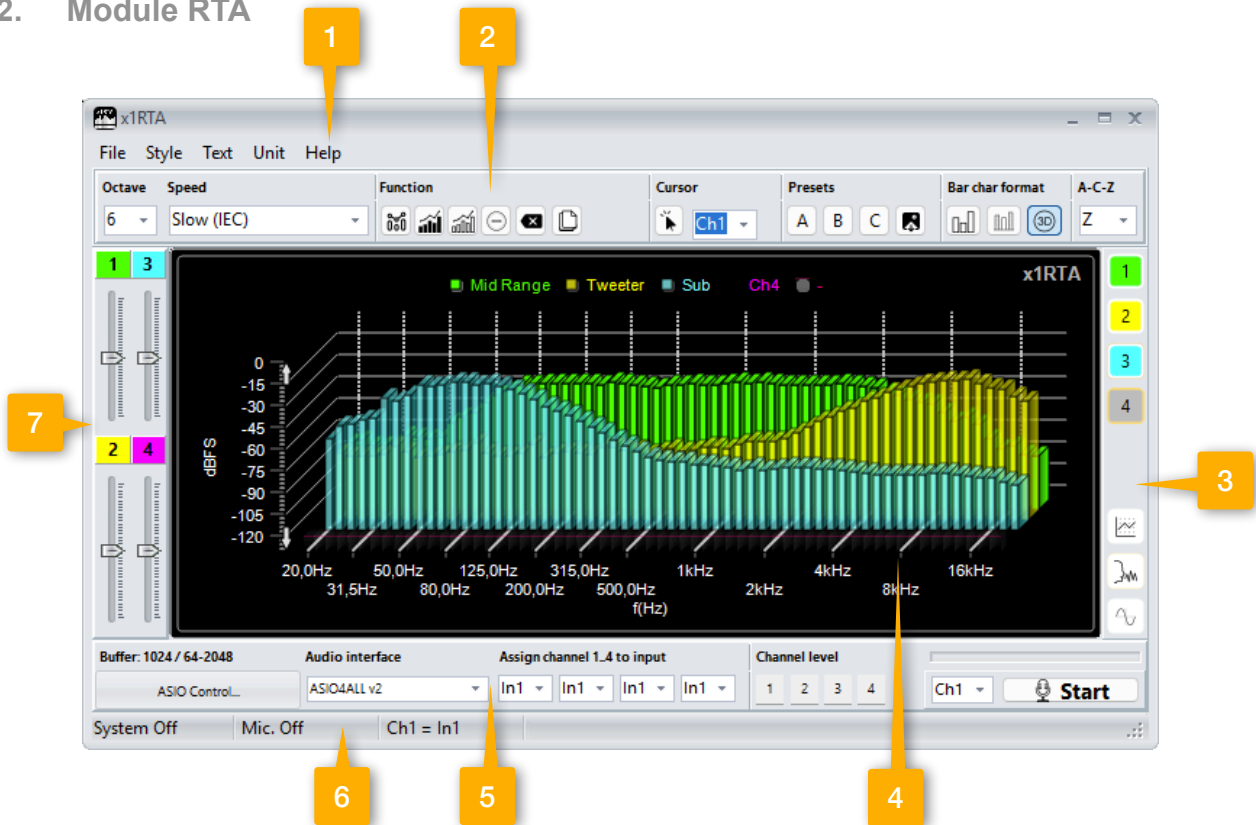 2. Module RTA
1 2
x1RTA
File Style Text Unit Help
Octave Speed Function Cursor Presets Bar char format A-C-Z
6 Slow (IEC) Ch1 A B C 3D Z
1 3
x1RTA
Mid Range Tweeter Sub Ch4 -
1
2
3
4
0
-15
-30
-45
-60
-75
-90
-105
-120
dBFS
7
2 4
3
20,0Hz 50,0Hz 125,0Hz 315,0Hz 1kHz 4kHz 16kHz
31,5Hz 80,0Hz 200,0Hz 500,0Hz 2kHz 8kHz
f(Hz)
Buffer: 1024 / 64-2048 Audio interface Assign channel 1..4 to input Channel level
ASIO Control... ASIO4ALL v2 In1 In1 In1 In1 1 2 3 4 Ch1 Start
System Off Mic. Off Ch1 = In1
6 5 4